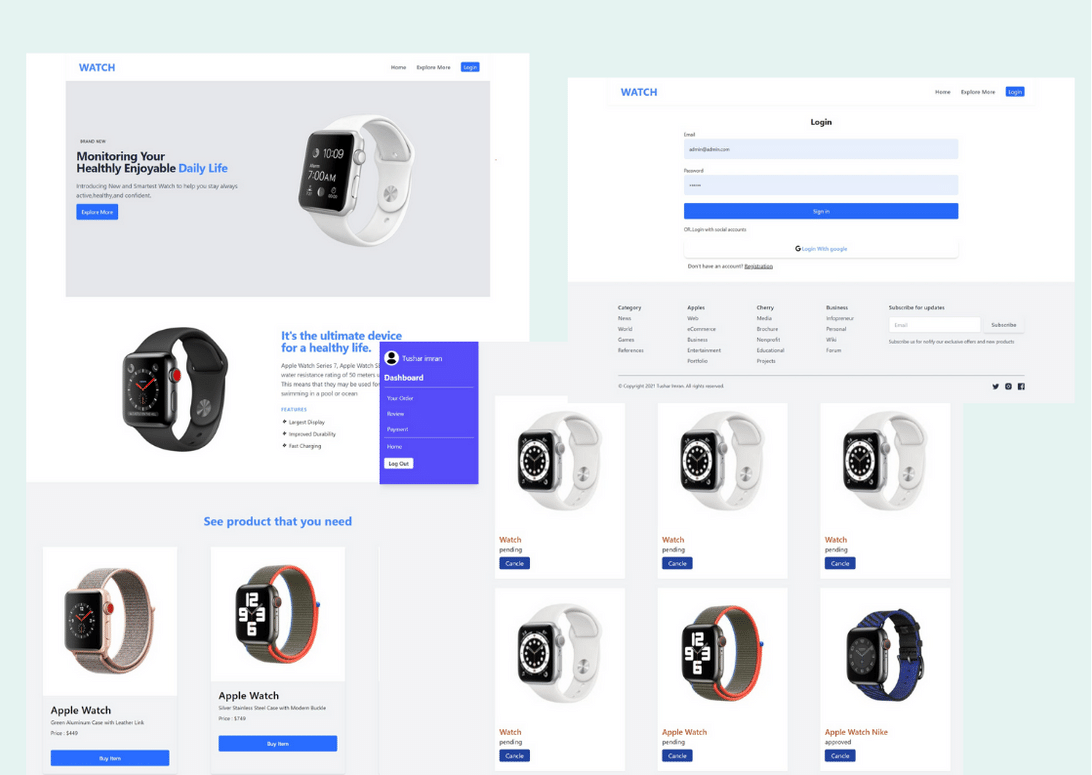 WATCH
Home Explore More Login
BRAND NEW
Monitoring Your
Healthly Enjoyable Daily Life
Introducing New and Smartest Watch to help you stay always
active,healthy,and confident.
Explore More
10:09
7:00AM
It's the ultimate device
for a healthy life.
Apple Watch Series 7, Apple Watch S
water resistance rating of 50 meters u
This means that they may be used for
swimming in a pool or ocean
FEATURES
Largest Display
Improved Durability
Fast Charging
Tushar imran
Dashboard
Your Order
Review
Payment
Home
Log Out
See product that you need
Apple Watch
Green Aluminum Case with Leather Link
Price : $449
Buy Item
Apple Watch
Silver Stainless Steel Case with Modern Buckle
Price : $749
Buy Item
WATCH
Home Explore More Login
Login
Email
admin@admin.com
Password
Sign in
OR, Login with social accounts
G Login With google
Don't have an account? Registration
Category
News
World
Games
References
Apples
Web
eCommerce
Business
Entertainment
Portfolio
Cherry
Media
Brochure
Nonprofit
Educational
Projects
Business
Infopreneur
Personal
Wiki
Forum
Subscribe for updates
Email Subscribe
Subscribe us for notify our exclusive offers and new products
© Copyright 2021 Tushar Imran. All rights reserved.
Watch
pending
Cancle
Watch
pending
Cancle
Watch
pending
Cancle
Watch
pending
Cancle
Apple Watch
pending
Cancle
Apple Watch Nike
approved
Cancle